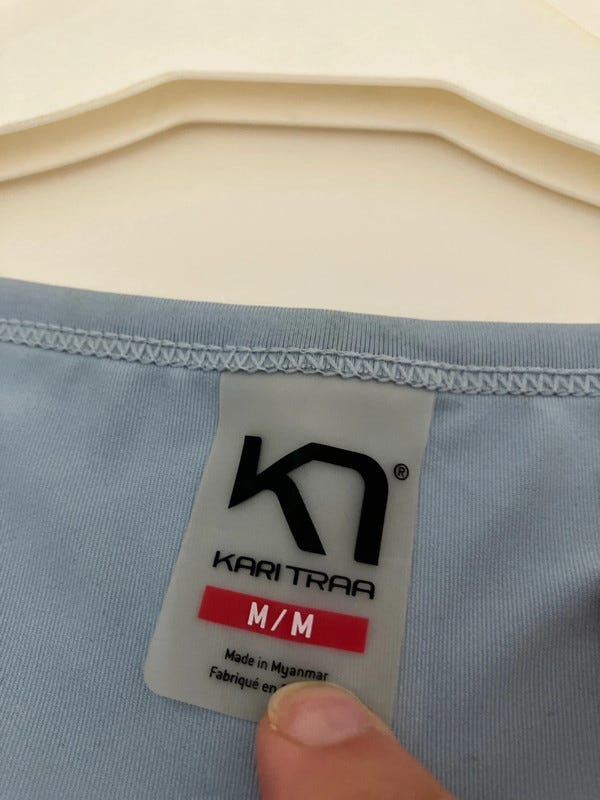 KARI TRAA
M/M
Made in Myanmar
Fabriqué en